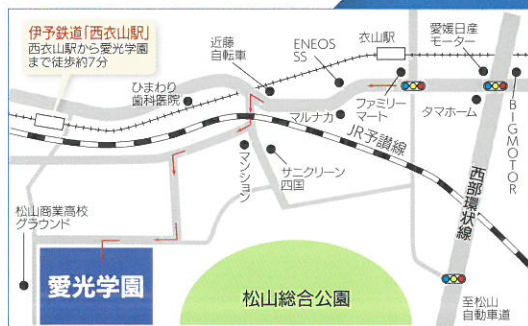 伊予鉄道「西衣山駅」
西衣山駅から愛光学園
まで徒歩約7分
近藤
自転車
ENEOS
SS
衣山駅
愛媛日産
モーター
ひまわり
歯科医院
マルナカ
ファミリー
マート
タマホーム
BIGMOTOR
JR予讃線
マンション
サニクリーン
四国
西部環状線
松山商業高校
グラウンド
愛光学園
松山総合公園
至松山
自動車道